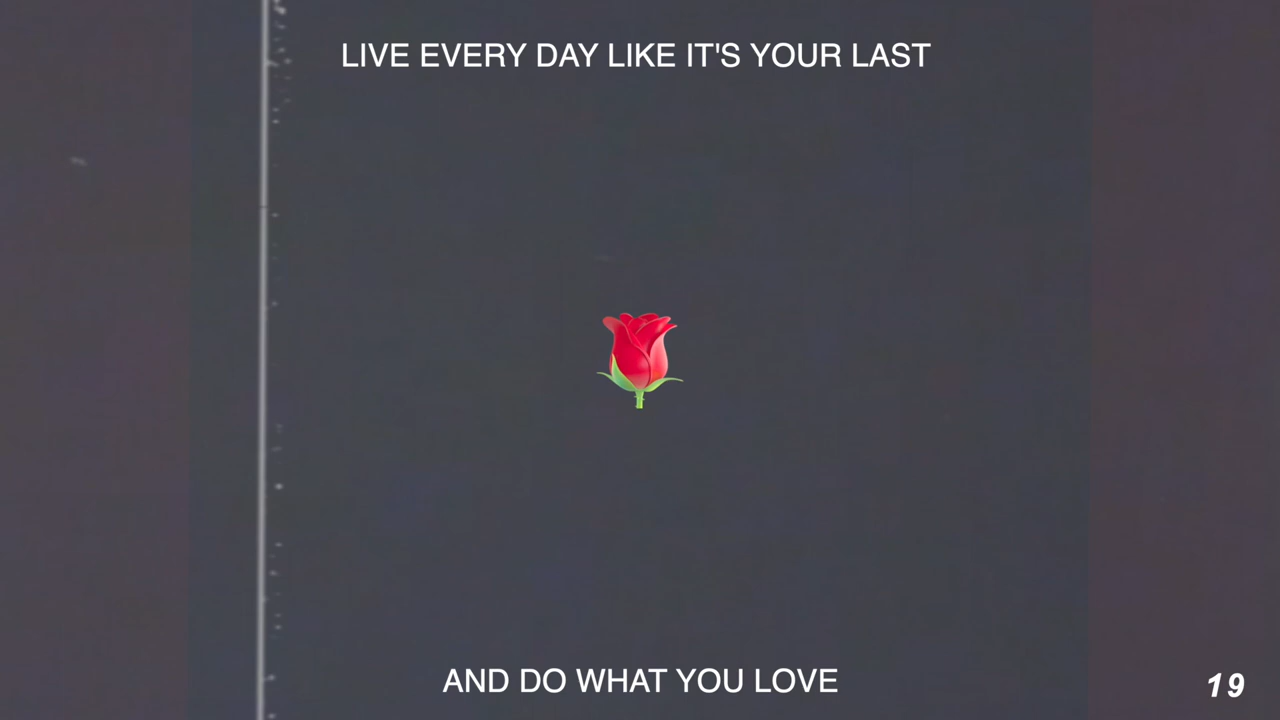 LIVE EVERY DAY LIKE IT'S YOUR LAST
AND DO WHAT YOU LOVE
19